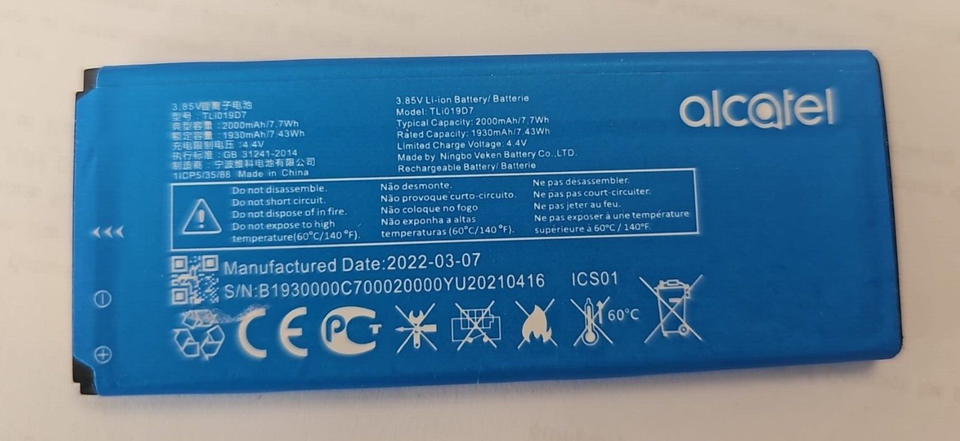 alcatel
3.85V锂离子电池
型号: TLi019D7
典型容量: 2000mAh/7.7Wh
额定容量: 1930mAh/7.43Wh
充电限制电压: 4.4V
执行标准: GB 31241-2014
制造商: 宁波维科电池有限公司
1ICP5/35/88 Made in China
3.85V Li-ion Battery/ Batterie
Model: TLi019D7
Typical Capacity: 2000mAh/7.7Wh
Rated Capacity: 1930mAh/7.43Wh
Limited Charge Voltage: 4.4V
Made by Ningbo Veken Battery Co.,LTD.
Rechargeable Battery/ Batterie
Do not disassemble.
Do not short circuit.
Do not dispose of in fire.
Do not expose to high
temperature(60°C/140°F).
Não desmonte.
Não provoque curto-circuito.
Não coloque no fogo
Não exponha a altas
temperaturas (60°C/140°F).
Ne pas désassembler.
Ne pas pas court-circuiter.
Ne pas jeter au feu.
Ne pas exposer à une température
supérieure à 60°C / 140°F.
Manufactured Date:2022-03-07
S/N:B1930000C700020000YU20210416 ICS01
CE PCT 60°C